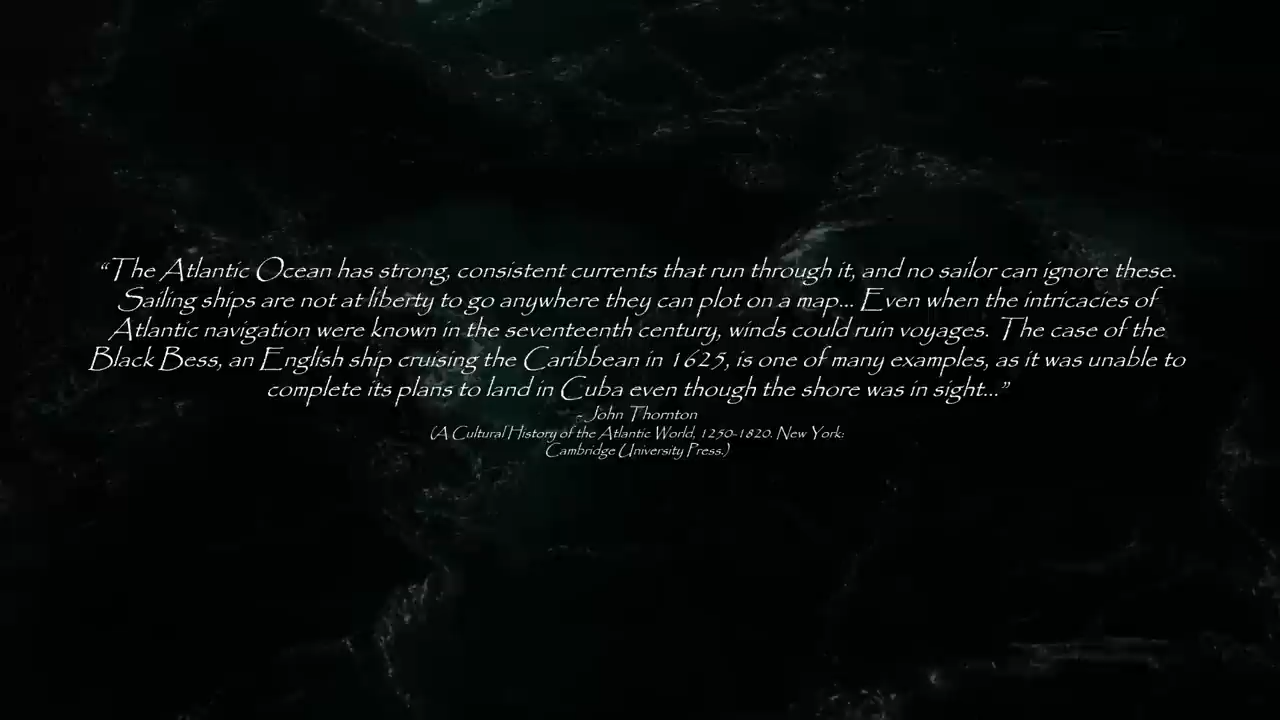 “The Atlantic Ocean has strong, consistent currents that run through it, and no sailor can ignore these.
Sailing ships are not at liberty to go anywhere they can plot on a map... Even when the intricacies of
Atlantic navigation were known in the seventeenth century, winds could ruin voyages. The case of the
Black Bess, an English ship cruising the Caribbean in 1625, is one of many examples, as it was unable to
complete its plans to land in Cuba even though the shore was in sight...”
- John Thornton
(A Cultural History of the Atlantic World, 1250-1820. New York:
Cambridge University Press.)